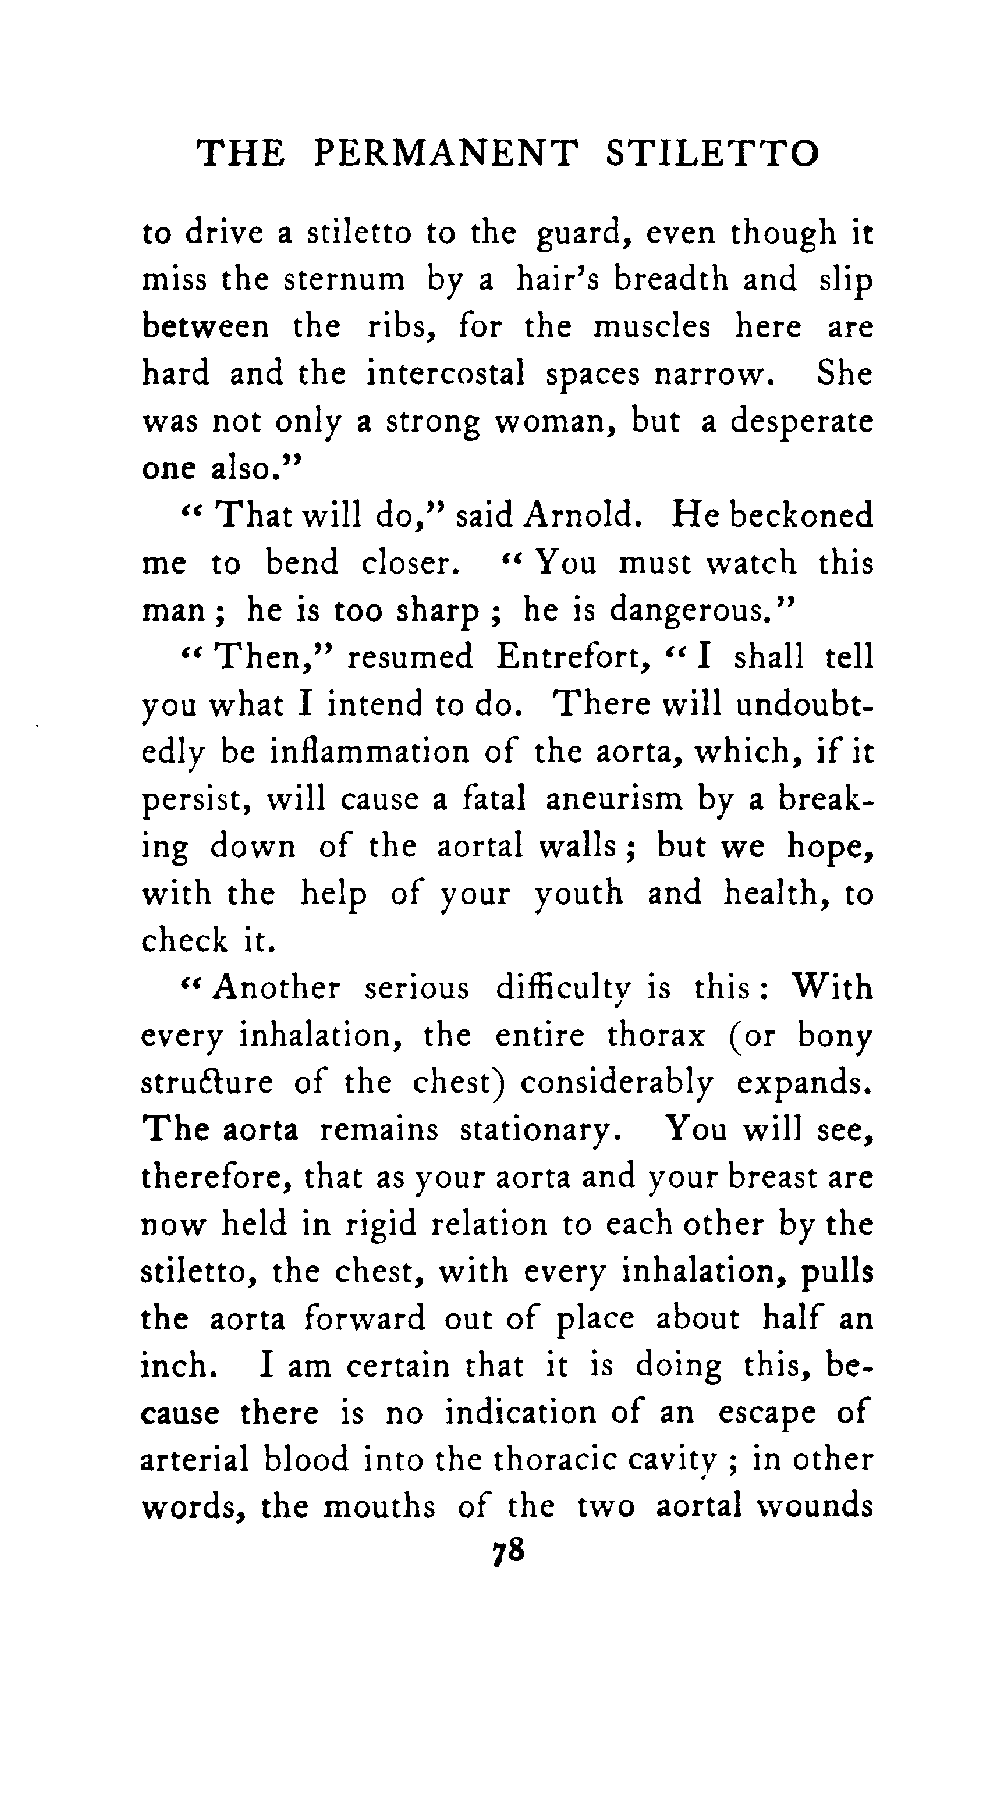 THE PERMANENT STILETTO
to drive a stiletto to the guard, even though it
miss the sternum by a hair's breadth and slip
between the ribs, for the muscles here are
hard and the intercostal spaces narrow. She
was not only a strong woman, but a desperate
one also."
" That will do," said Arnold. He beckoned
me to bend closer. " You must watch this
man ; he is too sharp ; he is dangerous."
" Then," resumed Entrefort, " I shall tell
you what I intend to do. There will undoubt-
edly be inflammation of the aorta, which, if it
persist, will cause a fatal aneurism by a break-
ing down of the aortal walls ; but we hope,
with the help of your youth and health, to
check it.
" Another serious difficulty is this : With
every inhalation, the entire thorax (or bony
structure of the chest) considerably expands.
The aorta remains stationary. You will see,
therefore, that as your aorta and your breast are
now held in rigid relation to each other by the
stiletto, the chest, with every inhalation, pulls
the aorta forward out of place about half an
inch. I am certain that it is doing this, be-
cause there is no indication of an escape of
arterial blood into the thoracic cavity ; in other
words, the mouths of the two aortal wounds
78